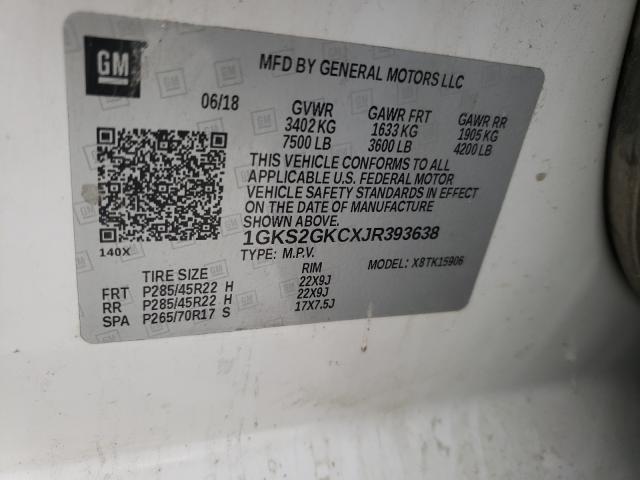 GM
MFD BY GENERAL MOTORS LLC
06/18 GVWR GAWR FRT GAWR RR
3402 KG 1633 KG 1905 KG
7500 LB 3600 LB 4200 LB
THIS VEHICLE CONFORMS TO ALL
APPLICABLE U.S. FEDERAL MOTOR
VEHICLE SAFETY STANDARDS IN EFFECT
ON THE DATE OF MANUFACTURE
SHOWN ABOVE.
140X 1GKS2GKCXJR393638
TYPE: M.P.V. MODEL: X8TK15906
TIRE SIZE RIM
FRT P285/45R22 H 22X9J
RR P285/45R22 H 22X9J
SPA P265/70R17 S 17X7.5J